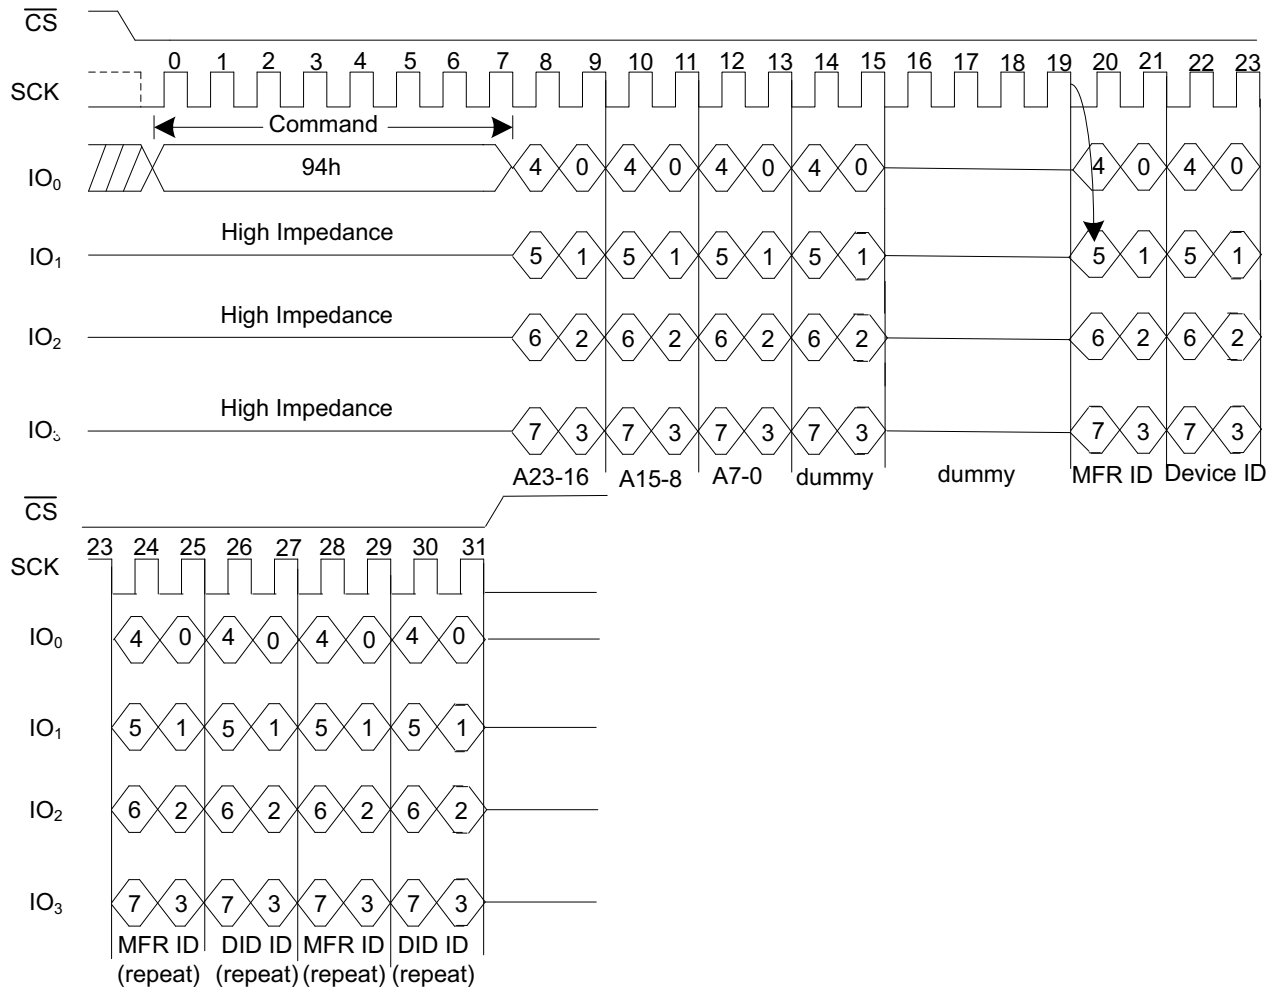 CS
0 1 2 3 4 5 6 7 8 9 10 11 12 13 14 15 16 17 18 19 20 21 22 23
SCK
Command
IO0 94h 4 0 4 0 4 0 4 0 4 0 4 0
High Impedance
IO1 5 1 5 1 5 1 5 1 5 1 5 1
High Impedance
IO2 6 2 6 2 6 2 6 2 6 2 6 2
High Impedance
IO3 7 3 7 3 7 3 7 3 7 3 7 3
A23-16 A15-8 A7-0 dummy dummy MFR ID Device ID
CS
23 24 25 26 27 28 29 30 31
SCK
IO0 4 0 4 0 4 0 4 0
IO1 5 1 5 1 5 1 5 1
IO2 6 2 6 2 6 2 6 2
IO3 7 3 7 3 7 3 7 3
MFR ID DID ID MFR ID DID ID
(repeat) (repeat) (repeat) (repeat)